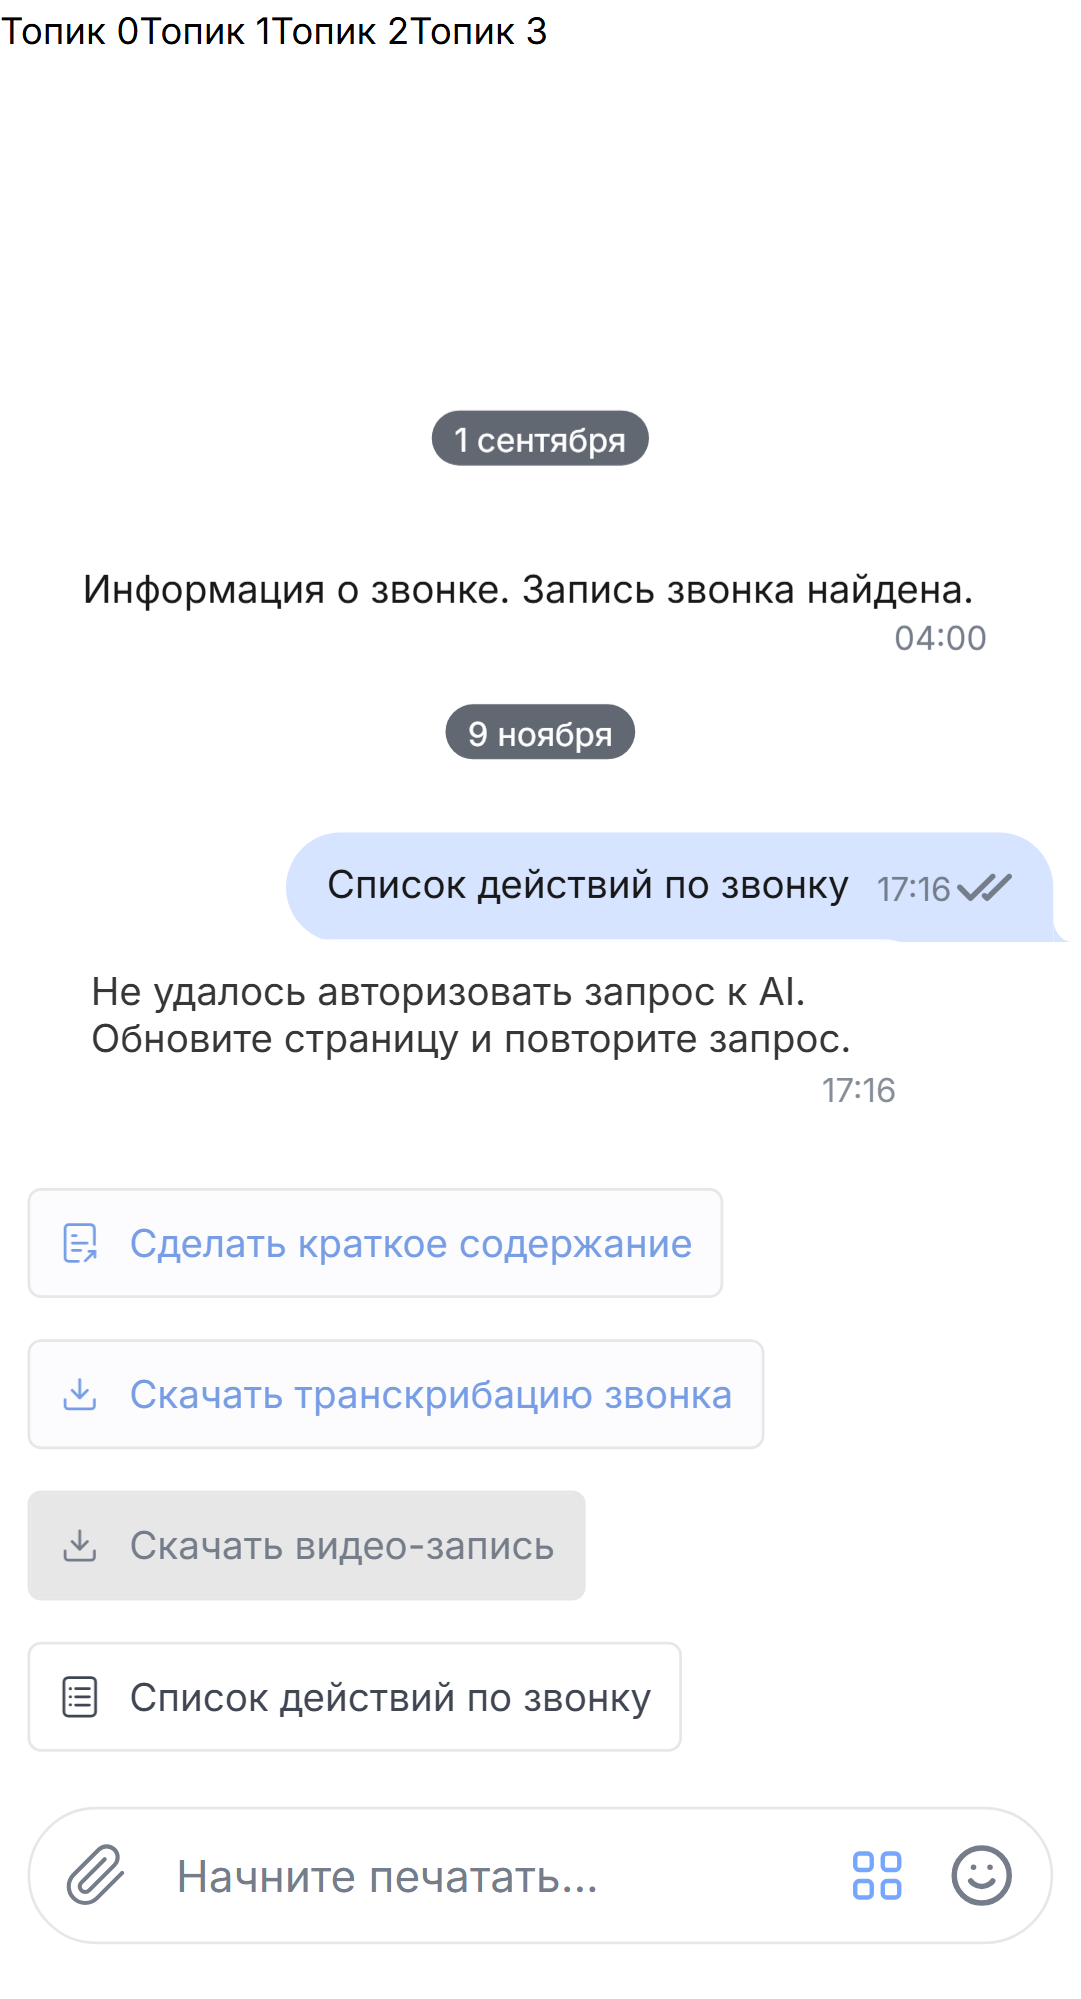 Топик 0Топик 1Топик 2Топик 3
1 сентября
Информация о звонке. Запись звонка найдена.
04:00
9 ноября
Список действий по звонку 17:16
Не удалось авторизовать запрос к AI.
Обновите страницу и повторите запрос.
17:16
Сделать краткое содержание
Скачать транскрибацию звонка
Скачать видео-запись
Список действий по звонку
Начните печатать...